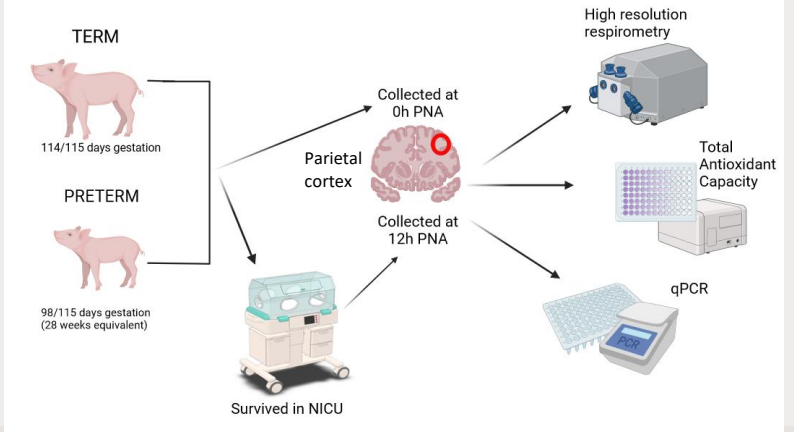 TERM
114/115 days gestation
PRETERM
98/115 days gestation
(28 weeks equivalent)
Survived in NICU
Collected at
0h PNA
Parietal
cortex
Collected at
12h PNA
High resolution
respirometry
Total
Antioxidant
Capacity
qPCR
PCR